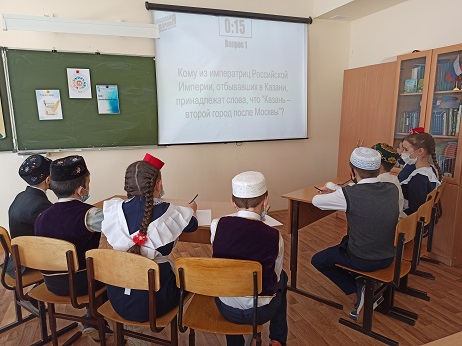 0:15
Вопрос 1
Кому из императриц Российской
Империи, отбывавших в Казани,
принадлежат слова, что "Казань –
второй город после Москвы"?